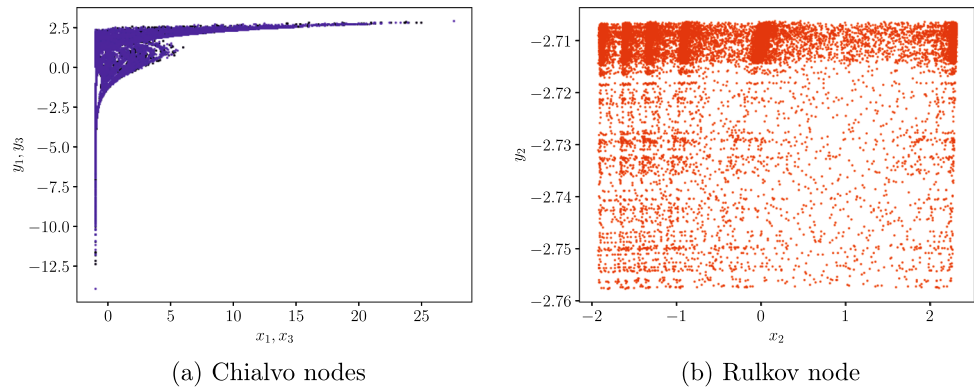 2.5
0.0
−2.5
−5.0
−7.5
−10.0
−12.5
y₁, y₃
0 5 10 15 20 25
x₁, x₃
(a) Chialvo nodes
−2.71
−2.72
−2.73
−2.74
−2.75
−2.76
y₂
−2 −1 0 1 2
x₂
(b) Rulkov node